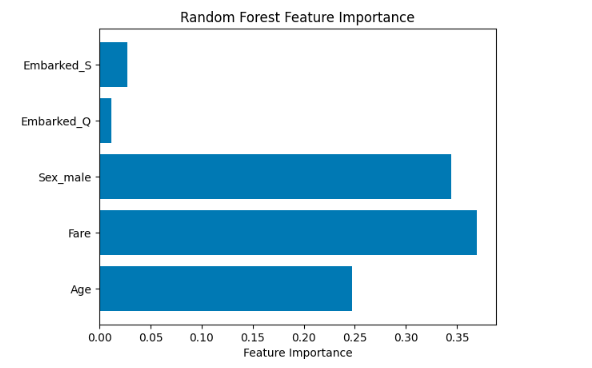 Random Forest Feature Importance
Embarked_S
Embarked_Q
Sex_male
Fare
Age
0.00 0.05 0.10 0.15 0.20 0.25 0.30 0.35
Feature Importance